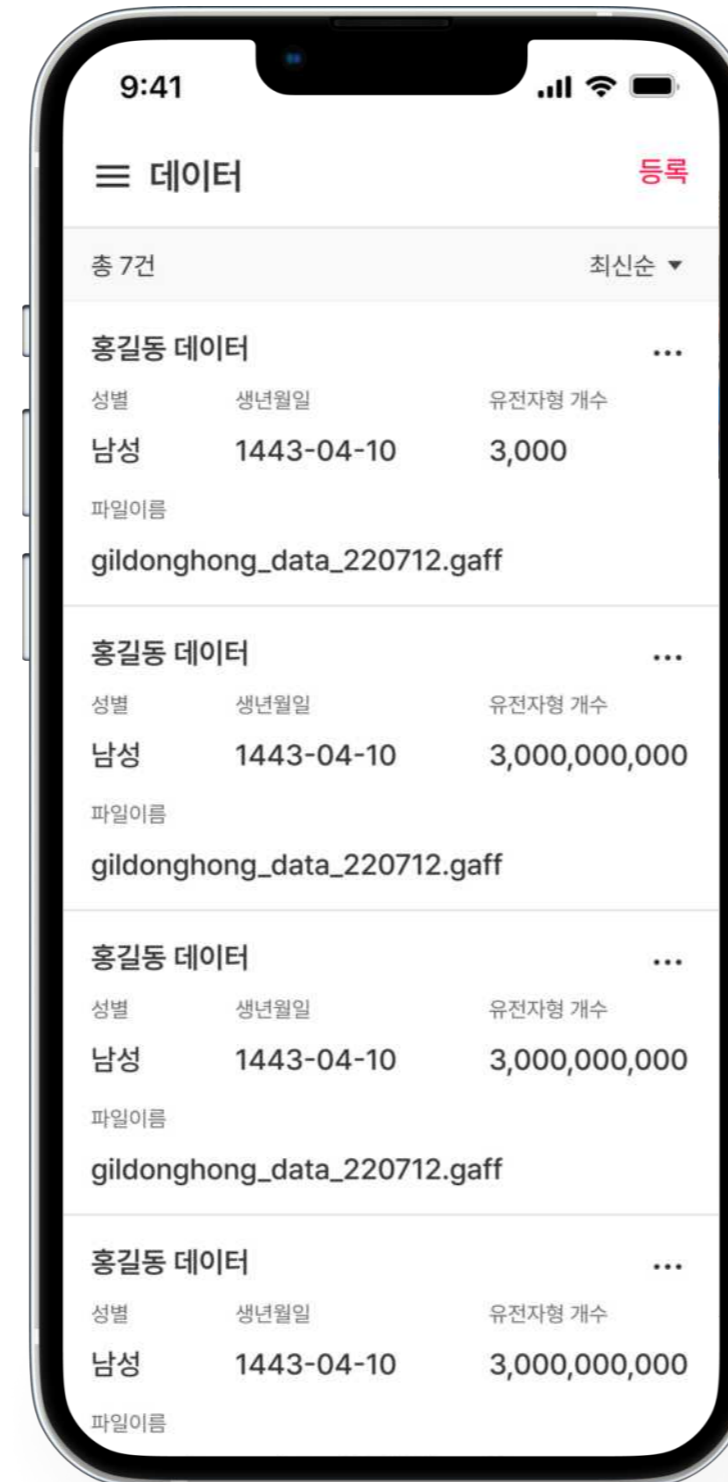 9:41
데이터 등록
총 7건 최신순
홍길동 데이터
성별 생년월일 유전자형 개수
남성 1443-04-10 3,000
파일이름
gildonghong_data_220712.gaff
홍길동 데이터
성별 생년월일 유전자형 개수
남성 1443-04-10 3,000,000,000
파일이름
gildonghong_data_220712.gaff
홍길동 데이터
성별 생년월일 유전자형 개수
남성 1443-04-10 3,000,000,000
파일이름
gildonghong_data_220712.gaff
홍길동 데이터
성별 생년월일 유전자형 개수
남성 1443-04-10 3,000,000,000
파일이름